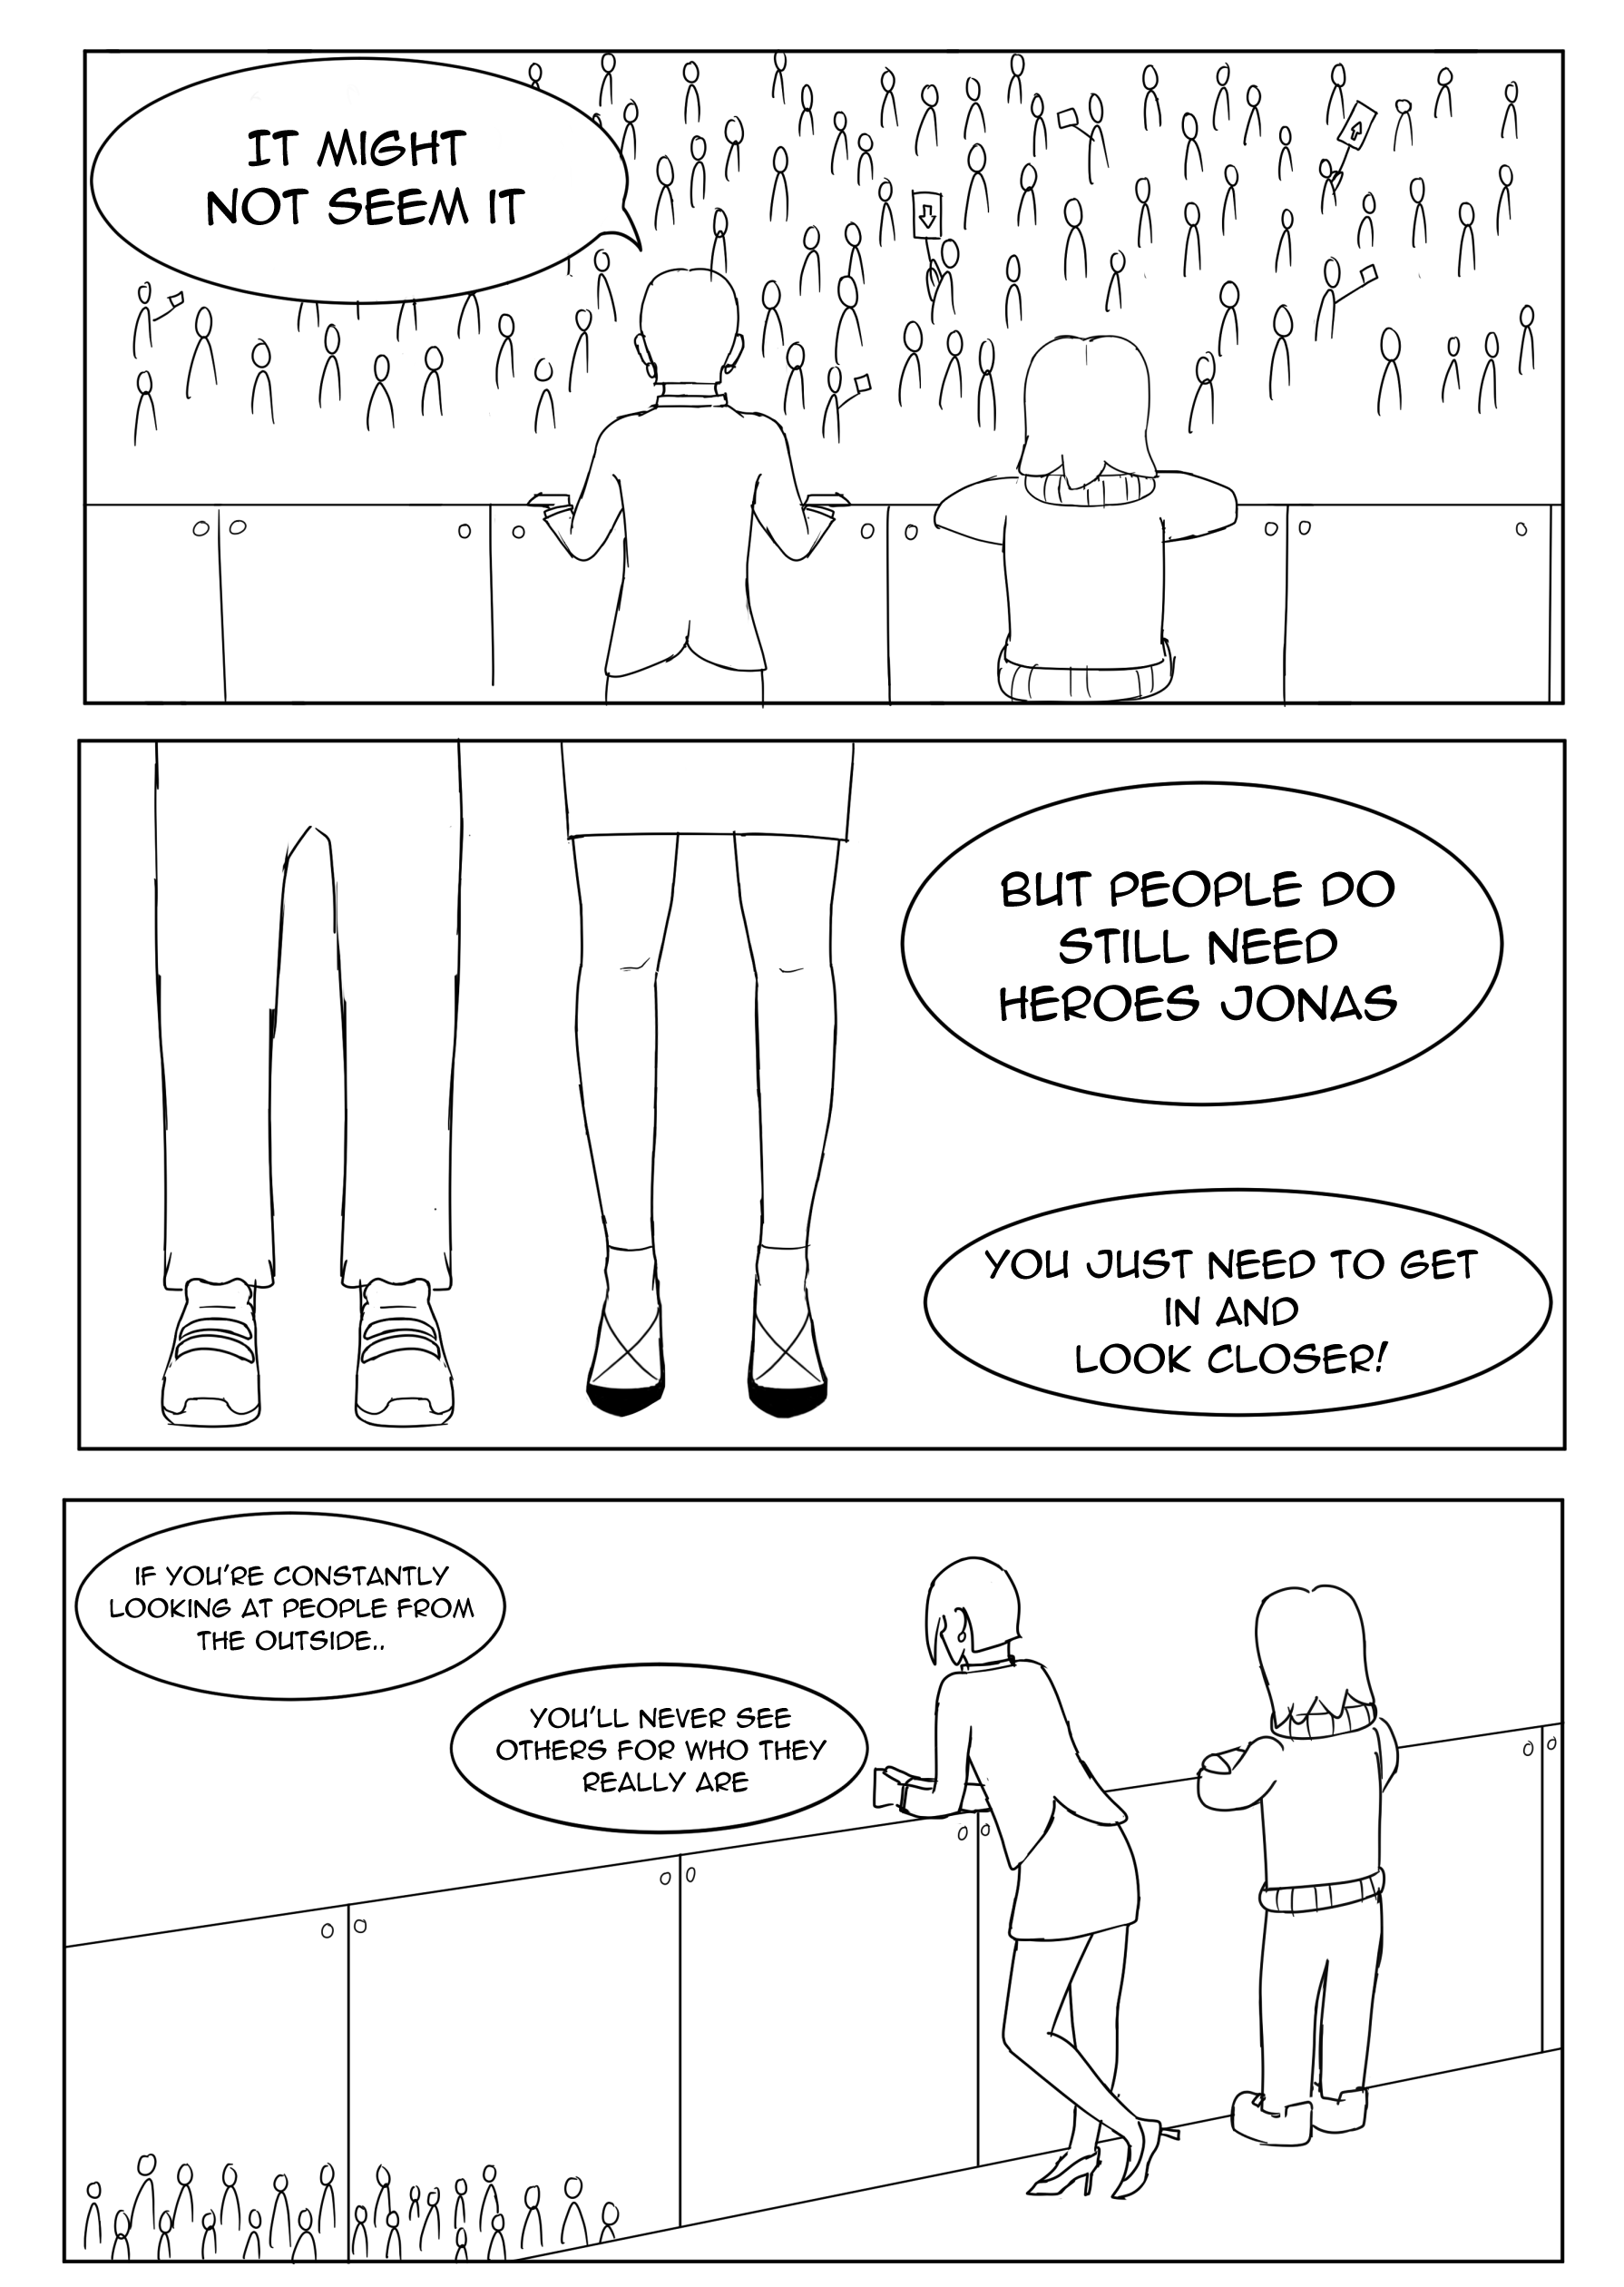 IT MIGHT
NOT SEEM IT
BUT PEOPLE DO
STILL NEED
HEROES JONAS
YOU JUST NEED TO GET
IN AND
LOOK CLOSER!
IF YOU'RE CONSTANTLY
LOOKING AT PEOPLE FROM
THE OUTSIDE..
YOU'LL NEVER SEE
OTHERS FOR WHO THEY
REALLY ARE